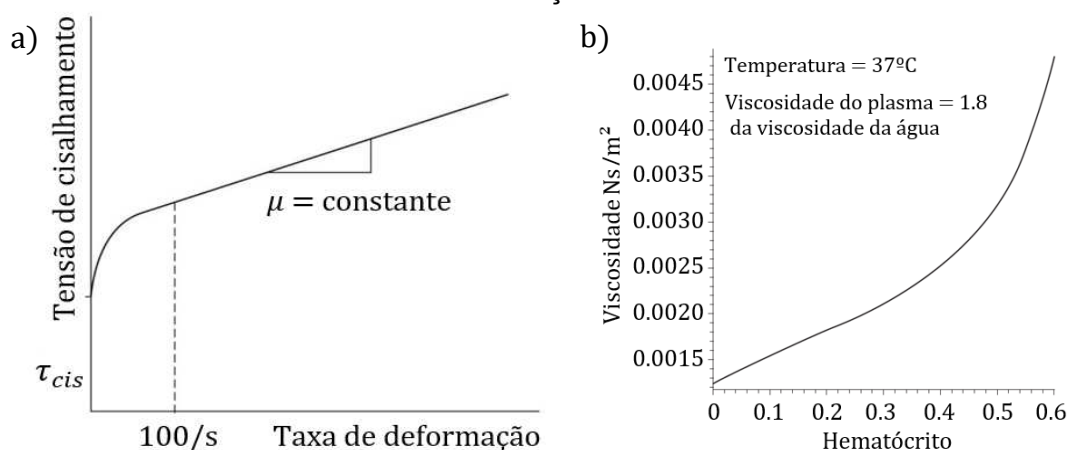 a)
Tensão de cisalhamento
τcis
μ = constante
100/s
Taxa de deformação
b)
Temperatura = 37ºC
Viscosidade do plasma = 1.8
da viscosidade da água
Viscosidade Ns/m²
0.0045
0.0040
0.0035
0.0030
0.0025
0.0020
0.0015
0 0.1 0.2 0.3 0.4 0.5 0.6
Hematócrito